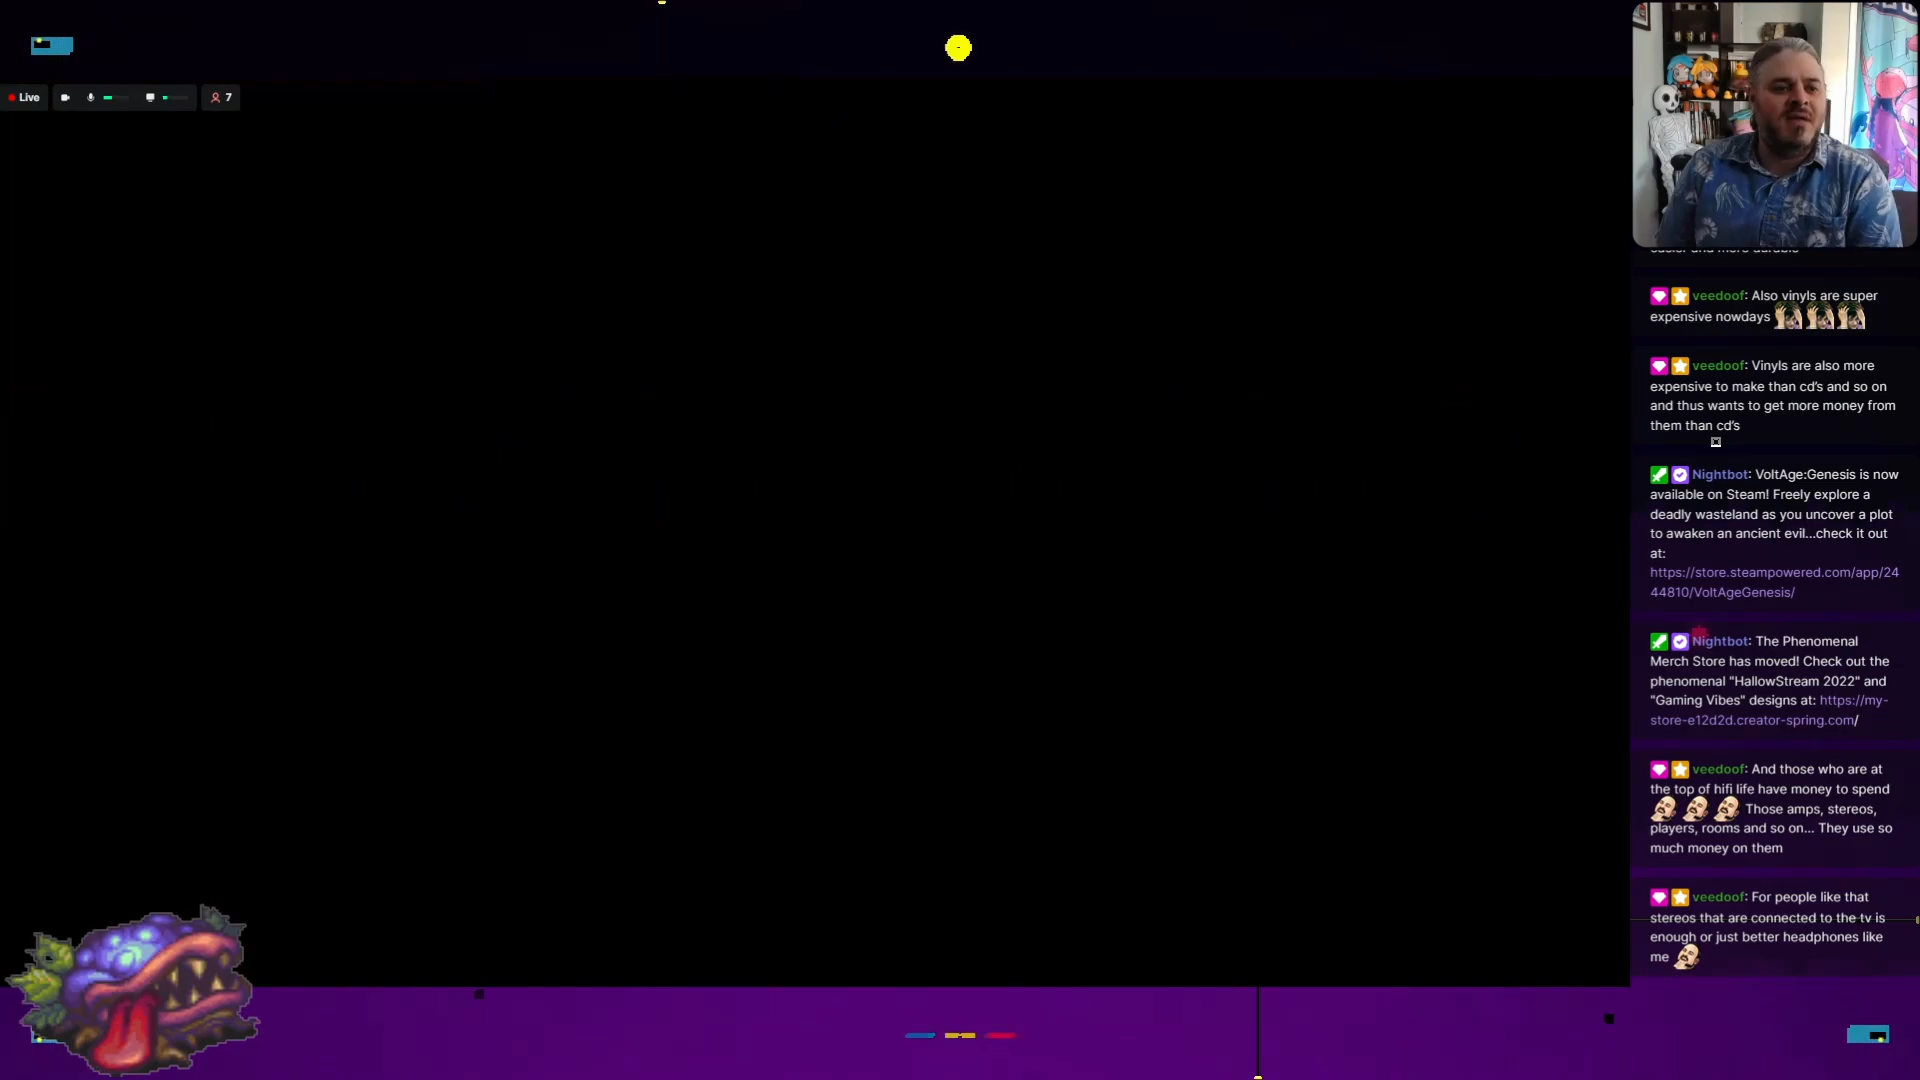 Live
7
easier and more durable
veedoof: Also vinyls are super
expensive nowdays
veedoof: Vinyls are also more
expensive to make than cd's and so on
and thus wants to get more money from
them than cd's
Nightbot: VoltAge:Genesis is now
available on Steam! Freely explore a
deadly wasteland as you uncover a plot
to awaken an ancient evil...check it out
at:
https://store.steampowered.com/app/24
44810/VoltAgeGenesis/
Nightbot: The Phenomenal
Merch Store has moved! Check out the
phenomenal "HallowStream 2022" and
"Gaming Vibes" designs at: https://my-
store-e12d2d.creator-spring.com/
veedoof: And those who are at
the top of hifi life have money to spend
Those amps, stereos,
players, rooms and so on... They use so
much money on them
veedoof: For people like that
stereos that are connected to the tv is
enough or just better headphones like
me